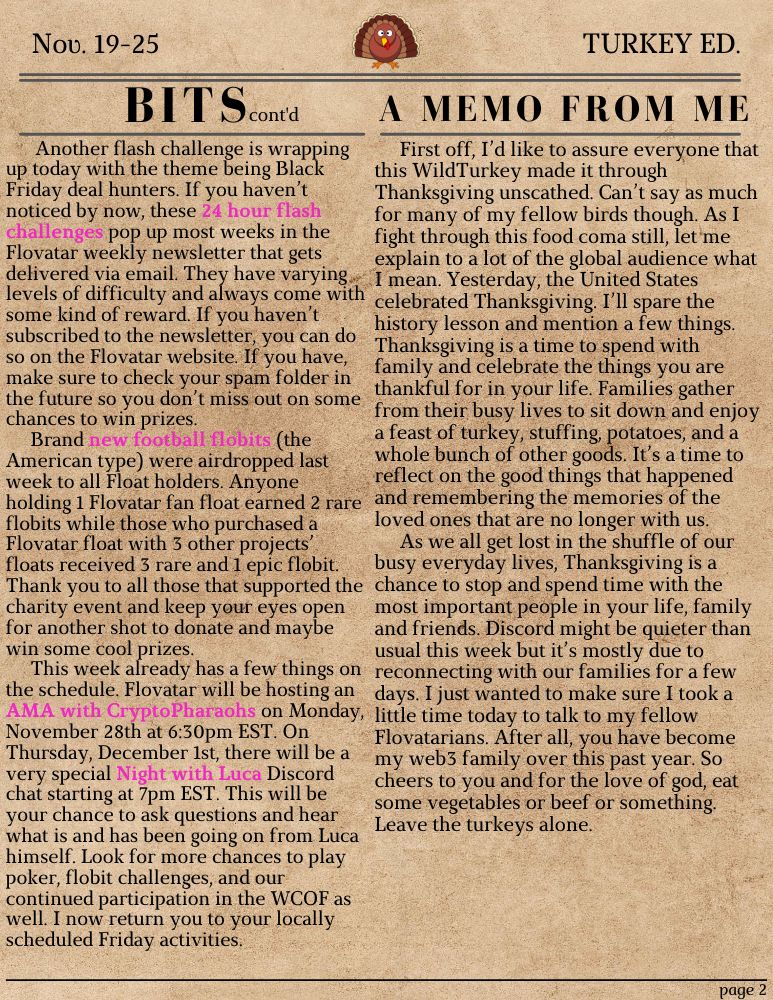 Nov. 19-25
TURKEY ED.
BITS cont'd
Another flash challenge is wrapping
up today with the theme being Black
Friday deal hunters. If you haven't
noticed by now, these 24 hour flash
challenges pop up most weeks in the
Flovatar weekly newsletter that gets
delivered via email. They have varying
levels of difficulty and always come with
some kind of reward. If you haven't
subscribed to the newsletter, you can do
so on the Flovatar website. If you have,
make sure to check your spam folder in
the future so you don't miss out on some
chances to win prizes.
Brand new football flobits (the
American type) were airdropped last
week to all Float holders. Anyone
holding 1 Flovatar fan float earned 2 rare
flobits while those who purchased a
Flovatar float with 3 other projects'
floats received 3 rare and 1 epic flobit.
Thank you to all those that supported the
charity event and keep your eyes open
for another shot to donate and maybe
win some cool prizes.
This week already has a few things on
the schedule. Flovatar will be hosting an
AMA with CryptoPharaohs on Monday,
November 28th at 6:30pm EST. On
Thursday, December 1st, there will be a
very special Night with Luca Discord
chat starting at 7pm EST. This will be
your chance to ask questions and hear
what is and has been going on from Luca
himself. Look for more chances to play
poker, flobit challenges, and our
continued participation in the WCOF as
well. I now return you to your locally
scheduled Friday activities.
A MEMO FROM ME
First off, I'd like to assure everyone that
this WildTurkey made it through
Thanksgiving unscathed. Can't say as much
for many of my fellow birds though. As I
fight through this food coma still, let me
explain to a lot of the global audience what
I mean. Yesterday, the United States
celebrated Thanksgiving. I'll spare the
history lesson and mention a few things.
Thanksgiving is a time to spend with
family and celebrate the things you are
thankful for in your life. Families gather
from their busy lives to sit down and enjoy
a feast of turkey, stuffing, potatoes, and a
whole bunch of other goods. It's a time to
reflect on the good things that happened
and remembering the memories of the
loved ones that are no longer with us.
As we all get lost in the shuffle of our
busy everyday lives, Thanksgiving is a
chance to stop and spend time with the
most important people in your life, family
and friends. Discord might be quieter than
usual this week but it's mostly due to
reconnecting with our families for a few
days. I just wanted to make sure I took a
little time today to talk to my fellow
Flovatarians. After all, you have become
my web3 family over this past year. So
cheers to you and for the love of god, eat
some vegetables or beef or something.
Leave the turkeys alone.
page 2